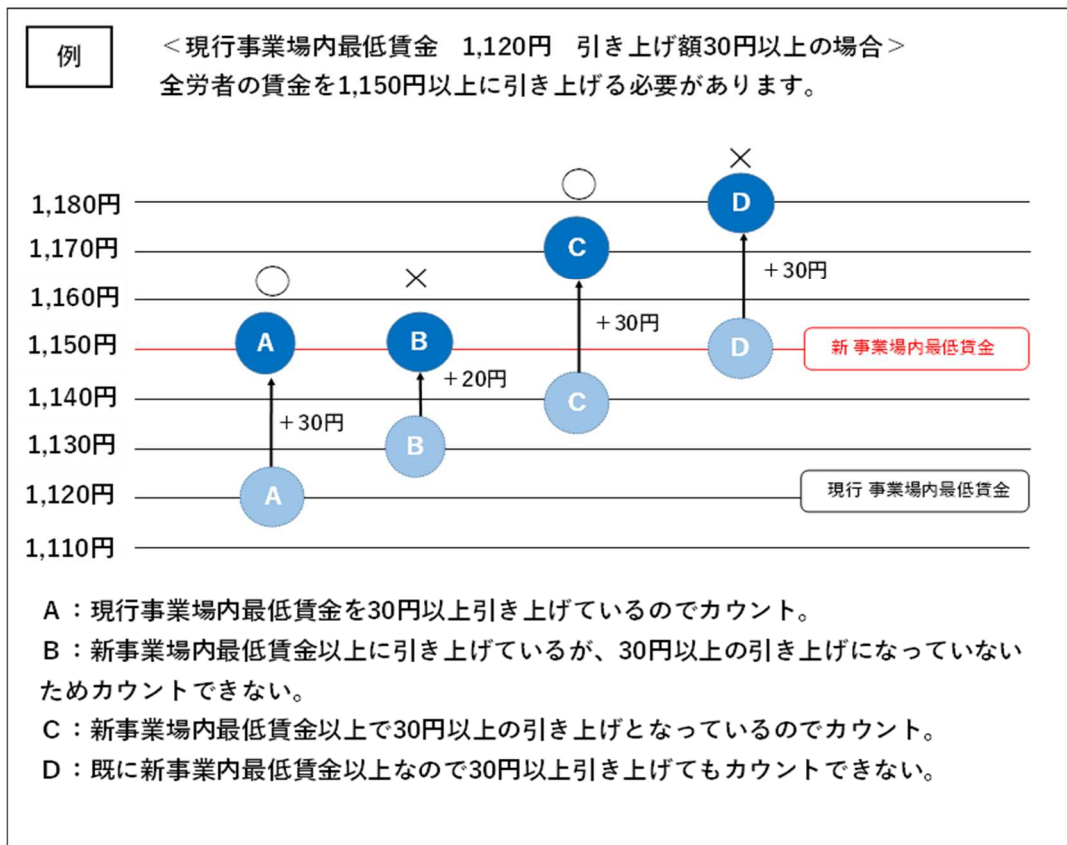 例
＜現行事業場内最低賃金　1,120円　引き上げ額30円以上の場合＞
全労者の賃金を1,150円以上に引き上げる必要があります。
○
×
○
×
1,180円
1,170円
1,160円
1,150円
1,140円
1,130円
1,120円
1,110円
A
A
＋30円
B
B
＋20円
C
C
＋30円
D
D
＋30円
新 事業場内最低賃金
現行 事業場内最低賃金
A：現行事業場内最低賃金を30円以上引き上げているのでカウント。
B：新事業場内最低賃金以上に引き上げているが、30円以上の引き上げになっていない
ためカウントできない。
C：新事業場内最低賃金以上で30円以上の引き上げとなっているのでカウント。
D：既に新事業内最低賃金以上なので30円以上引き上げてもカウントできない。